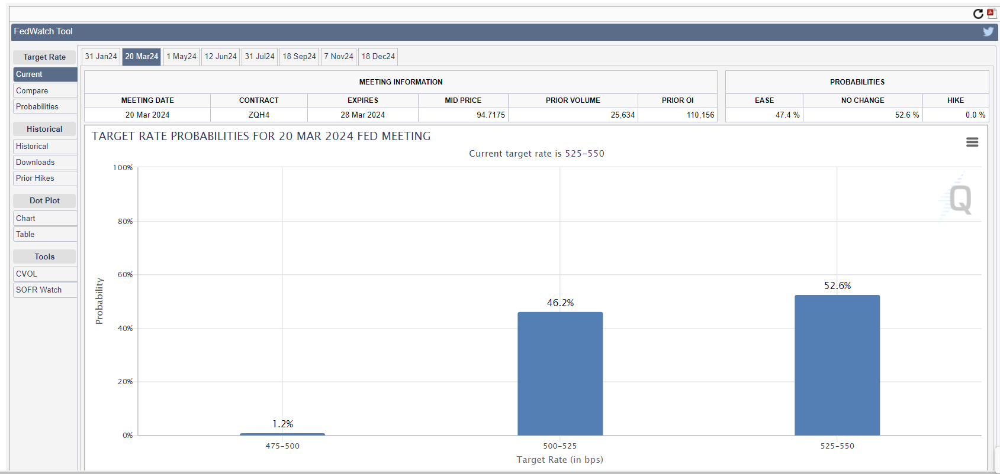 FedWatch Tool
Target Rate
Current
Compare
Probabilities
Historical
Historical
Downloads
Prior Hikes
Dot Plot
Chart
Table
Tools
CVOL
SOFR Watch
31 Jan24 20 Mar24 1 May24 12 Jun24 31 Jul24 18 Sep24 7 Nov24 18 Dec24
MEETING INFORMATION
MEETING DATE CONTRACT EXPIRES MID PRICE PRIOR VOLUME PRIOR OI
20 Mar 2024 ZQH4 28 Mar 2024 94.7175 25,634 110,156
PROBABILITIES
EASE NO CHANGE HIKE
47.4 % 52.6 % 0.0 %
TARGET RATE PROBABILITIES FOR 20 MAR 2024 FED MEETING
Current target rate is 525-550
Probability
100%
80%
60%
40%
20%
0%
1.2%
46.2%
52.6%
475-500 500-525 525-550
Target Rate (in bps)
Q